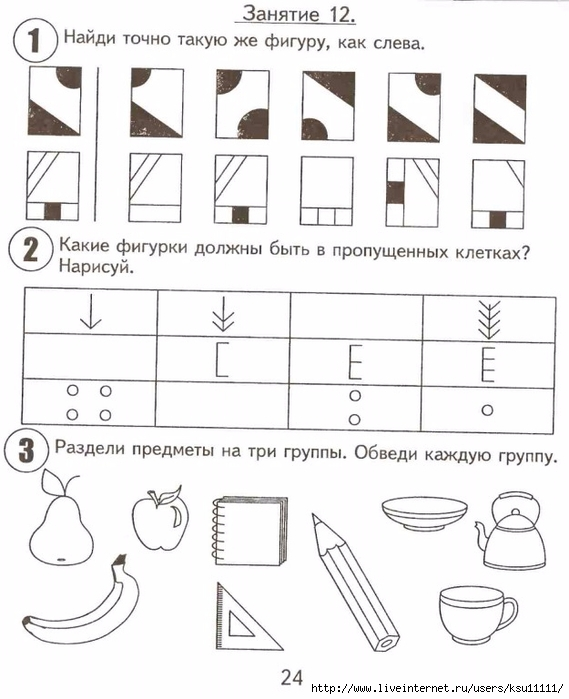 Занятие 12.
1 Найди точно такую же фигуру, как слева.
2 Какие фигурки должны быть в пропущенных клетках?
Нарисуй.
3 Раздели предметы на три группы. Обведи каждую группу.
24
http://www.liveinternet.ru/users/ksu11111/